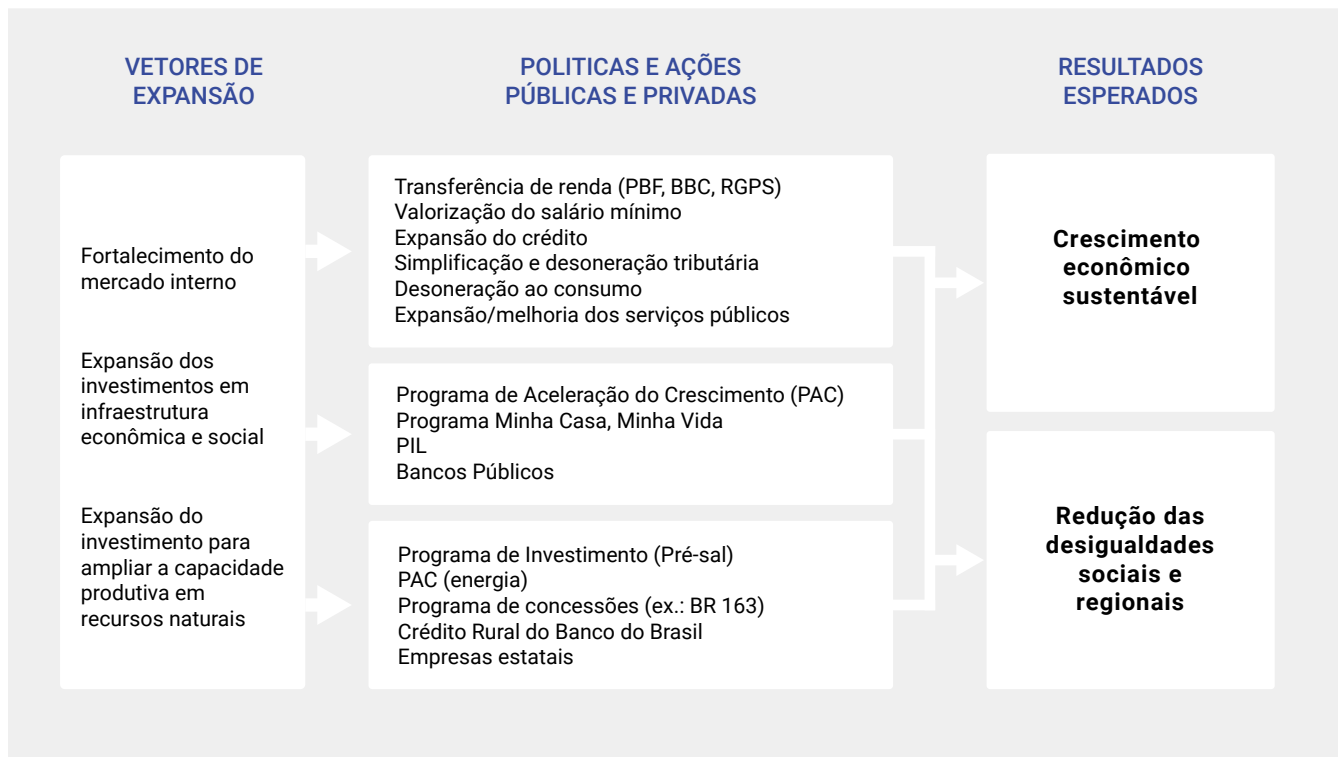 VETORES DE
EXPANSÃO
POLITICAS E AÇÕES
PÚBLICAS E PRIVADAS
RESULTADOS
ESPERADOS
Fortalecimento do
mercado interno
Expansão dos
investimentos em
infraestrutura
econômica e social
Expansão do
investimento para
ampliar a capacidade
produtiva em
recursos naturais
Transferência de renda (PBF, BBC, RGPS)
Valorização do salário mínimo
Expansão do crédito
Simplificação e desoneração tributária
Desoneração ao consumo
Expansão/melhoria dos serviços públicos
Programa de Aceleração do Crescimento (PAC)
Programa Minha Casa, Minha Vida
PIL
Bancos Públicos
Programa de Investimento (Pré-sal)
PAC (energia)
Programa de concessões (ex.: BR 163)
Crédito Rural do Banco do Brasil
Empresas estatais
Crescimento
econômico
sustentável
Redução das
desigualdades
sociais e
regionais